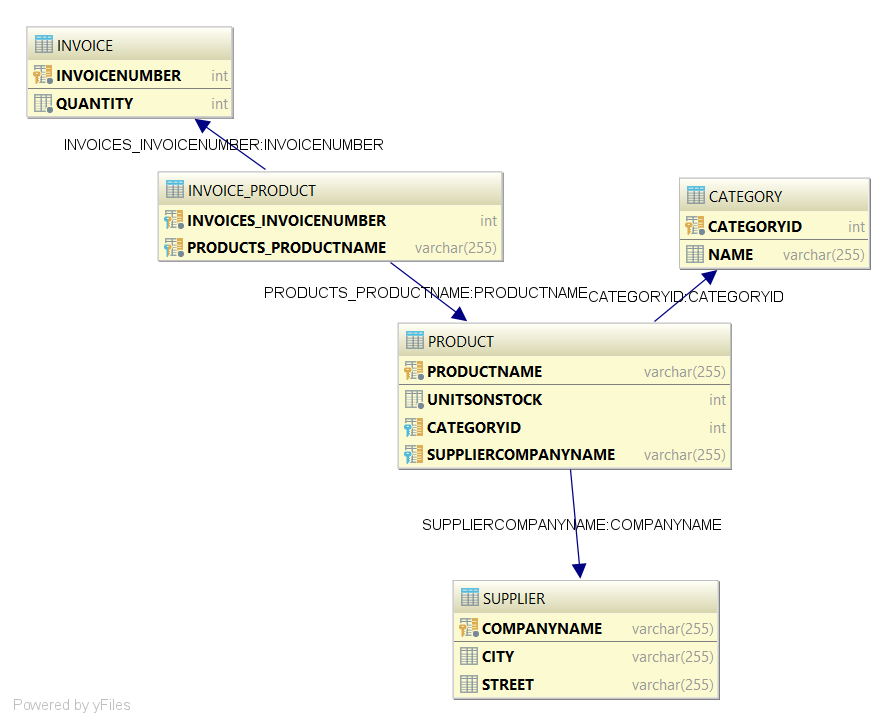 INVOICE
INVOICENUMBER int
QUANTITY int
INVOICES_INVOICENUMBER:INVOICENUMBER
INVOICE_PRODUCT
INVOICES_INVOICENUMBER int
PRODUCTS_PRODUCTNAME varchar(255)
CATEGORY
CATEGORYID int
NAME varchar(255)
PRODUCTS_PRODUCTNAME:PRODUCTNAME
CATEGORYID:CATEGORYID
PRODUCT
PRODUCTNAME varchar(255)
UNITSONSTOCK int
CATEGORYID int
SUPPLIERCOMPANYNAME varchar(255)
SUPPLIERCOMPANYNAME:COMPANYNAME
SUPPLIER
COMPANYNAME varchar(255)
CITY varchar(255)
STREET varchar(255)
Powered by yFiles